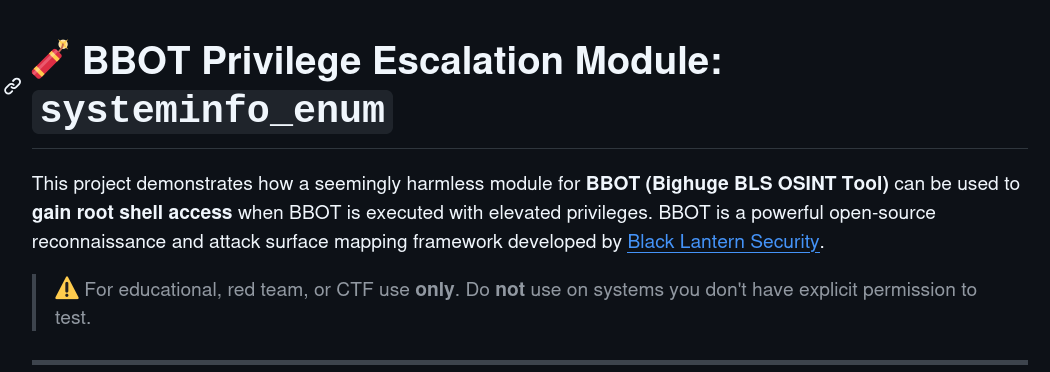 🧨 BBOT Privilege Escalation Module:
systeminfo_enum
This project demonstrates how a seemingly harmless module for BBOT (Bighuge BLS OSINT Tool) can be used to
gain root shell access when BBOT is executed with elevated privileges. BBOT is a powerful open-source
reconnaissance and attack surface mapping framework developed by Black Lantern Security.
⚠️ For educational, red team, or CTF use only. Do not use on systems you don't have explicit permission to
test.